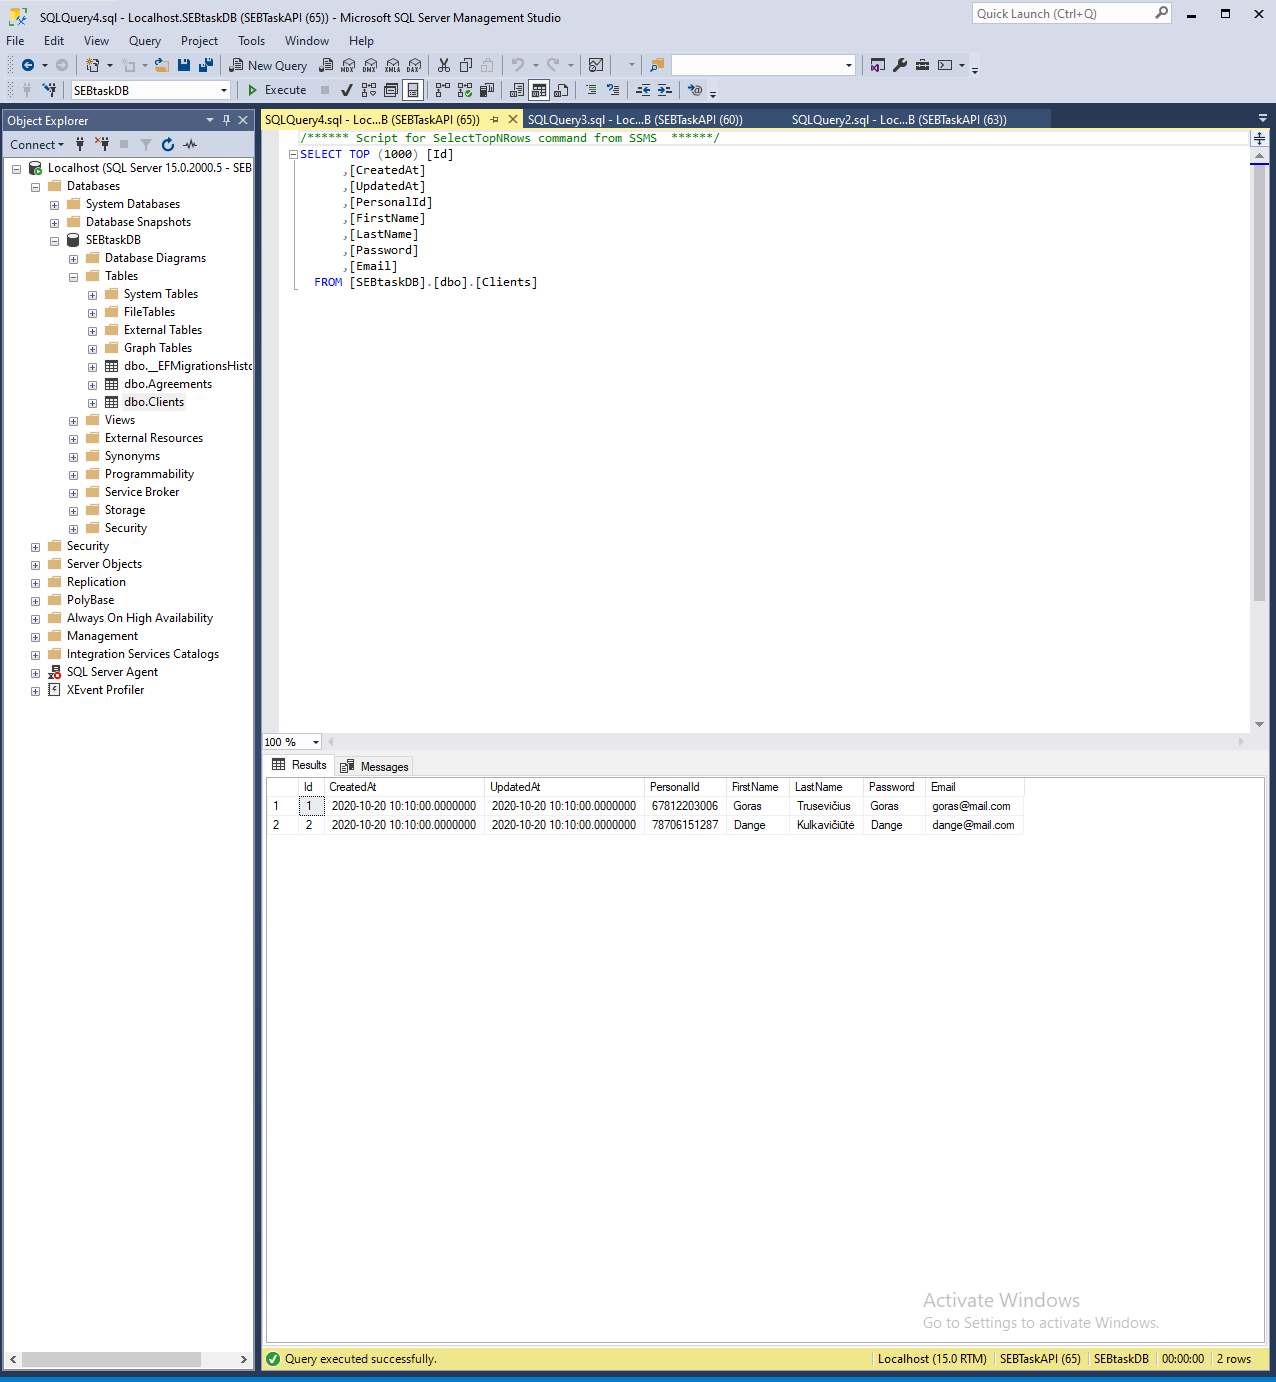 SQLQuery4.sql - Localhost.SEBtaskDB (SEBTaskAPI (65)) - Microsoft SQL Server Management Studio
Quick Launch (Ctrl+Q)
File Edit View Query Project Tools Window Help
New Query MDX DMX XMLA DAX
SEBtaskDB Execute
Object Explorer
Connect
Localhost (SQL Server 15.0.2000.5 - SEB
Databases
System Databases
Database Snapshots
SEBtaskDB
Database Diagrams
Tables
System Tables
FileTables
External Tables
Graph Tables
dbo.__EFMigrationsHistc
dbo.Agreements
dbo.Clients
Views
External Resources
Synonyms
Programmability
Service Broker
Storage
Security
Security
Server Objects
Replication
PolyBase
Always On High Availability
Management
Integration Services Catalogs
SQL Server Agent
XEvent Profiler
SQLQuery4.sql - Loc...B (SEBTaskAPI (65)) SQLQuery3.sql - Loc...B (SEBTaskAPI (60)) SQLQuery2.sql - Loc...B (SEBTaskAPI (63))
/****** Script for SelectTopNRows command from SSMS ******/
SELECT TOP (1000) [Id]
,[CreatedAt]
,[UpdatedAt]
,[PersonalId]
,[FirstName]
,[LastName]
,[Password]
,[Email]
FROM [SEBtaskDB].[dbo].[Clients]
100 %
Results Messages
Id CreatedAt UpdatedAt PersonalId FirstName LastName Password Email
1 1 2020-10-20 10:10:00.0000000 2020-10-20 10:10:00.0000000 67812203006 Goras Trusevičius Goras goras@mail.com
2 2 2020-10-20 10:10:00.0000000 2020-10-20 10:10:00.0000000 78706151287 Dange Kulkavičiūtė Dange dange@mail.com
Activate Windows
Go to Settings to activate Windows.
Query executed successfully. Localhost (15.0 RTM) SEBTaskAPI (65) SEBtaskDB 00:00:00 2 rows